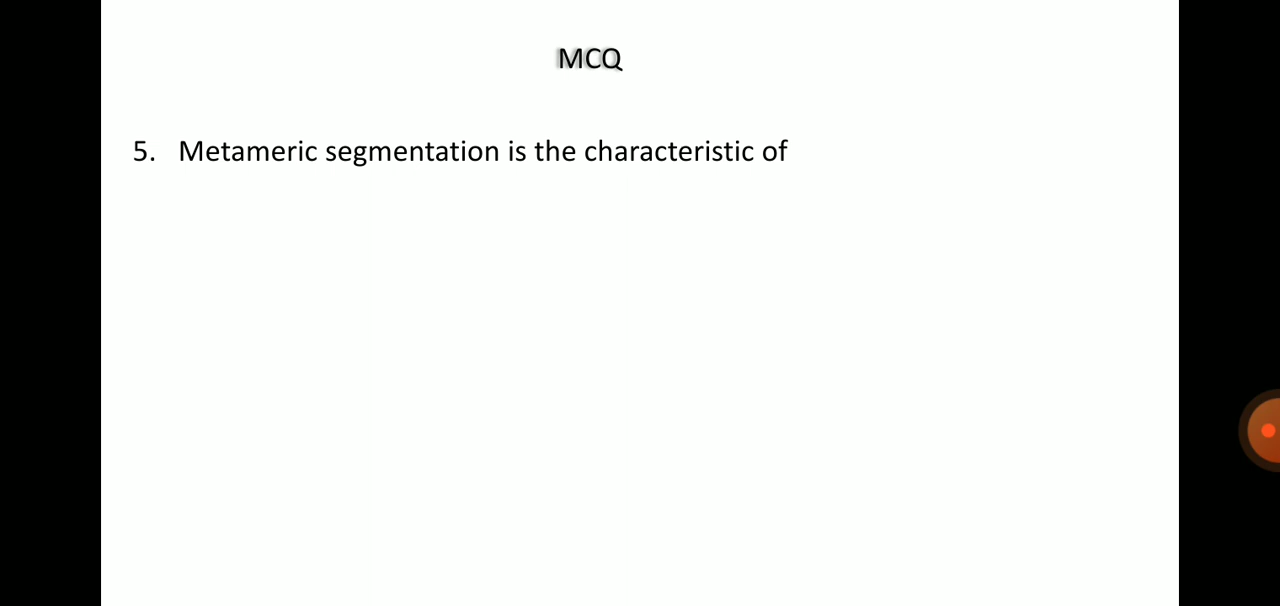 MCQ
5. Metameric segmentation is the characteristic of